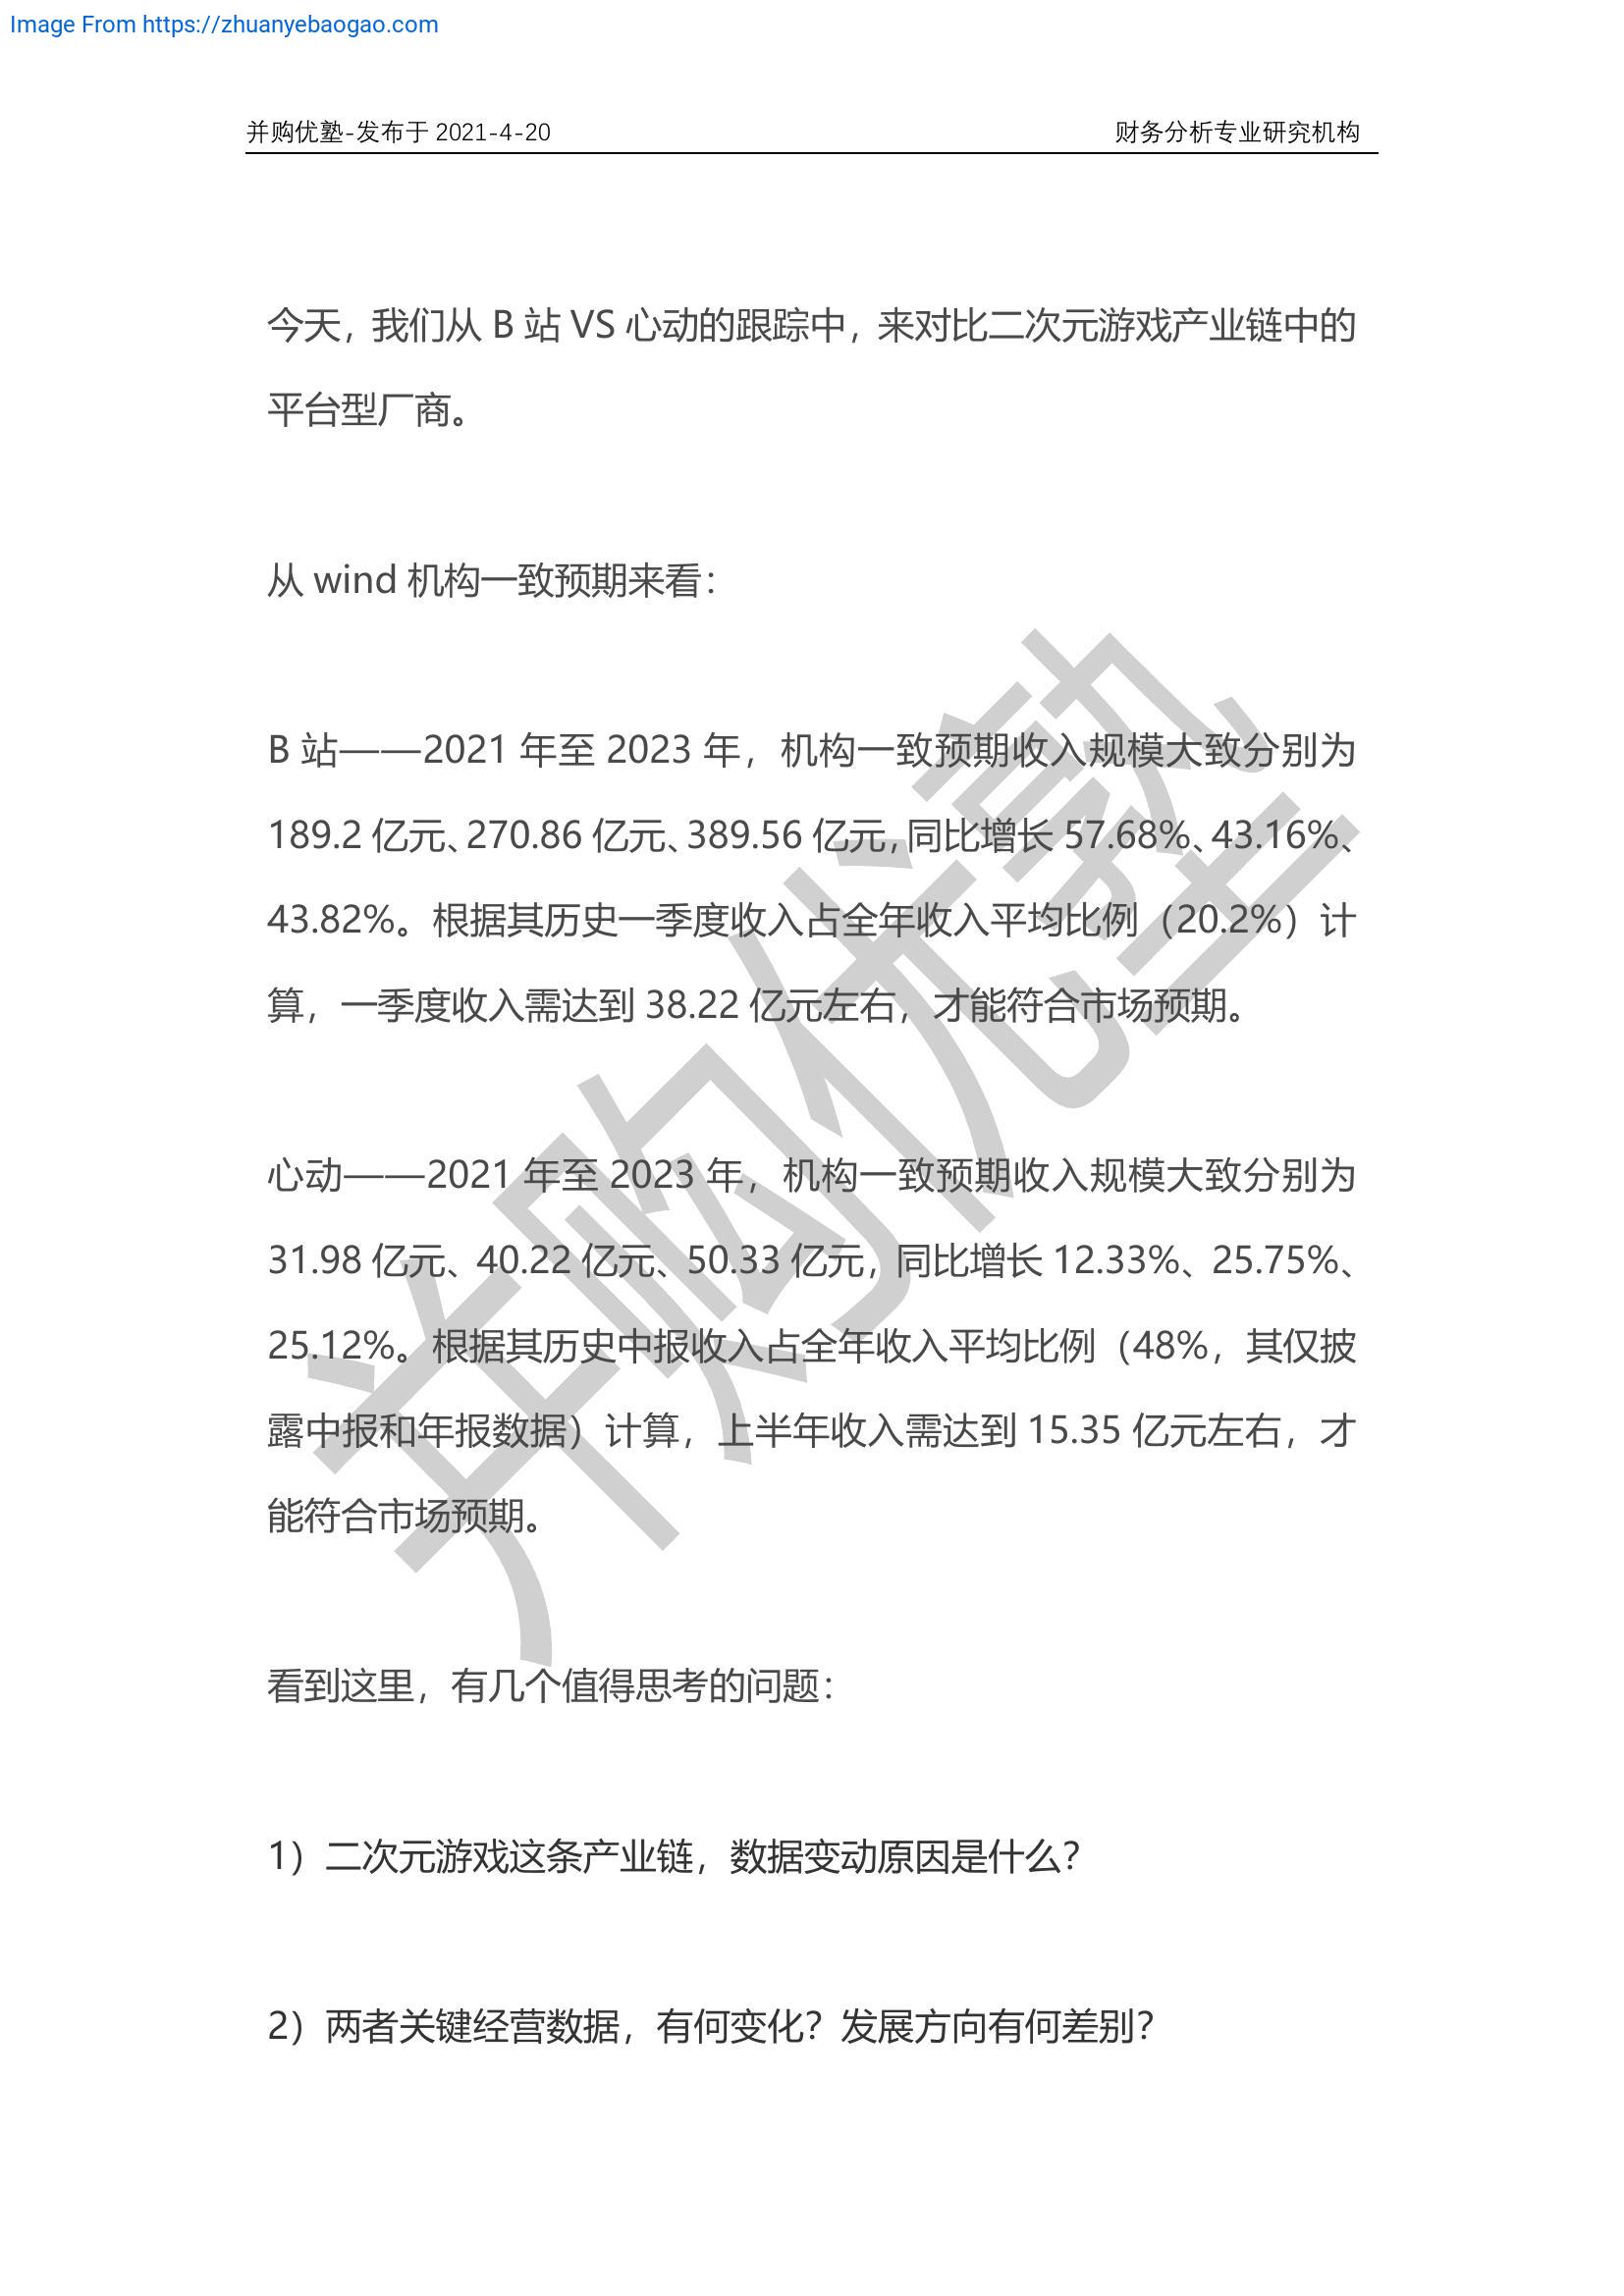 Image From https://zhuanyebaogao.com
并购优塾-发布于 2021-4-20 财务分析专业研究机构
今天，我们从 B 站 VS 心动的跟踪中，来对比二次元游戏产业链中的
平台型厂商。
从 wind 机构一致预期来看：
B 站——2021 年至 2023 年，机构一致预期收入规模大致分别为
189.2 亿元、270.86 亿元、389.56 亿元，同比增长 57.68%、43.16%、
43.82%。根据其历史一季度收入占全年收入平均比例（20.2%）计
算，一季度收入需达到 38.22 亿元左右，才能符合市场预期。
心动——2021 年至 2023 年，机构一致预期收入规模大致分别为
31.98 亿元、40.22 亿元、50.33 亿元，同比增长 12.33%、25.75%、
25.12%。根据其历史中报收入占全年收入平均比例（48%，其仅披
露中报和年报数据）计算，上半年收入需达到 15.35 亿元左右，才
能符合市场预期。
看到这里，有几个值得思考的问题：
1）二次元游戏这条产业链，数据变动原因是什么？
2）两者关键经营数据，有何变化？发展方向有何差别？
并购优塾